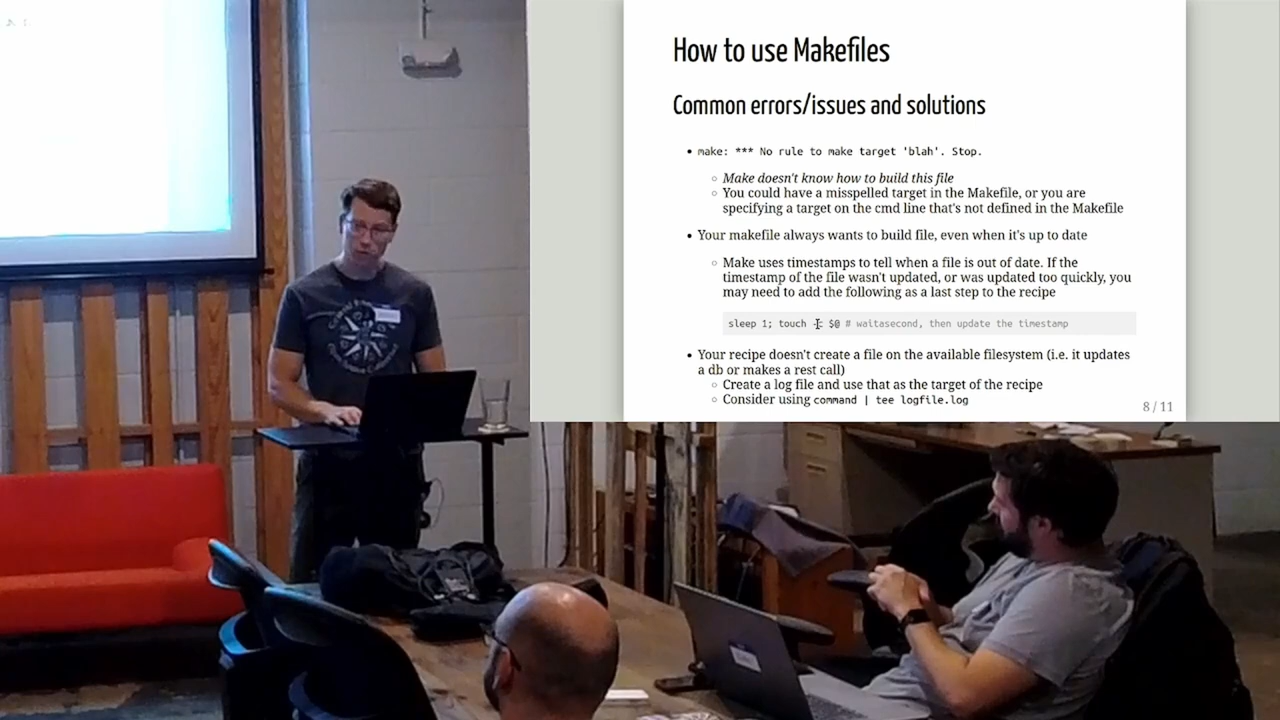 How to use Makefiles
Common errors/issues and solutions
make: *** No rule to make target 'blah'. Stop.
Make doesn't know how to build this file
You could have a misspelled target in the Makefile, or you are
specifying a target on the cmd line that's not defined in the Makefile
Your makefile always wants to build file, even when it's up to date
Make uses timestamps to tell when a file is out of date. If the
timestamp of the file wasn't updated, or was updated too quickly, you
may need to add the following as a last step to the recipe
sleep 1; touch $@ # waitasecond, then update the timestamp
Your recipe doesn't create a file on the available filesystem (i.e. it updates
a db or makes a rest call)
Create a log file and use that as the target of the recipe
Consider using command | tee logfile.log
8 / 11